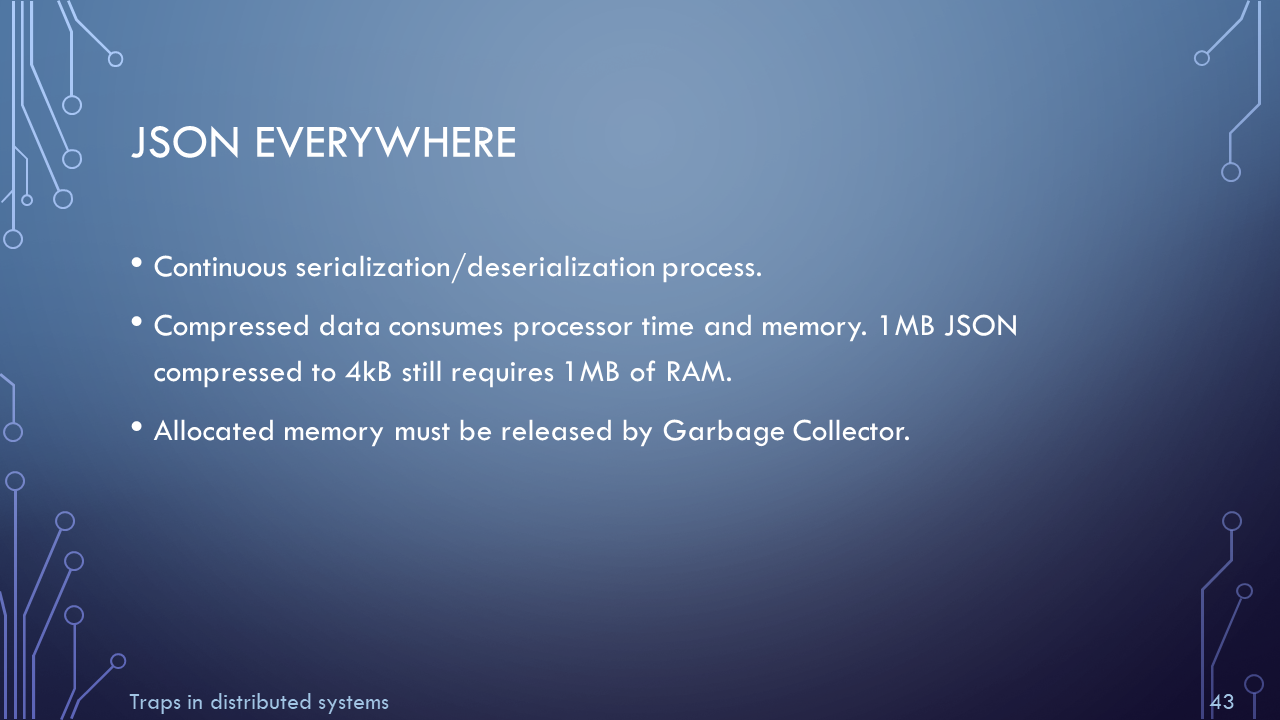 JSON EVERYWHERE
• Continuous serialization/deserialization process.
• Compressed data consumes processor time and memory. 1MB JSON
compressed to 4kB still requires 1MB of RAM.
• Allocated memory must be released by Garbage Collector.
Traps in distributed systems
43